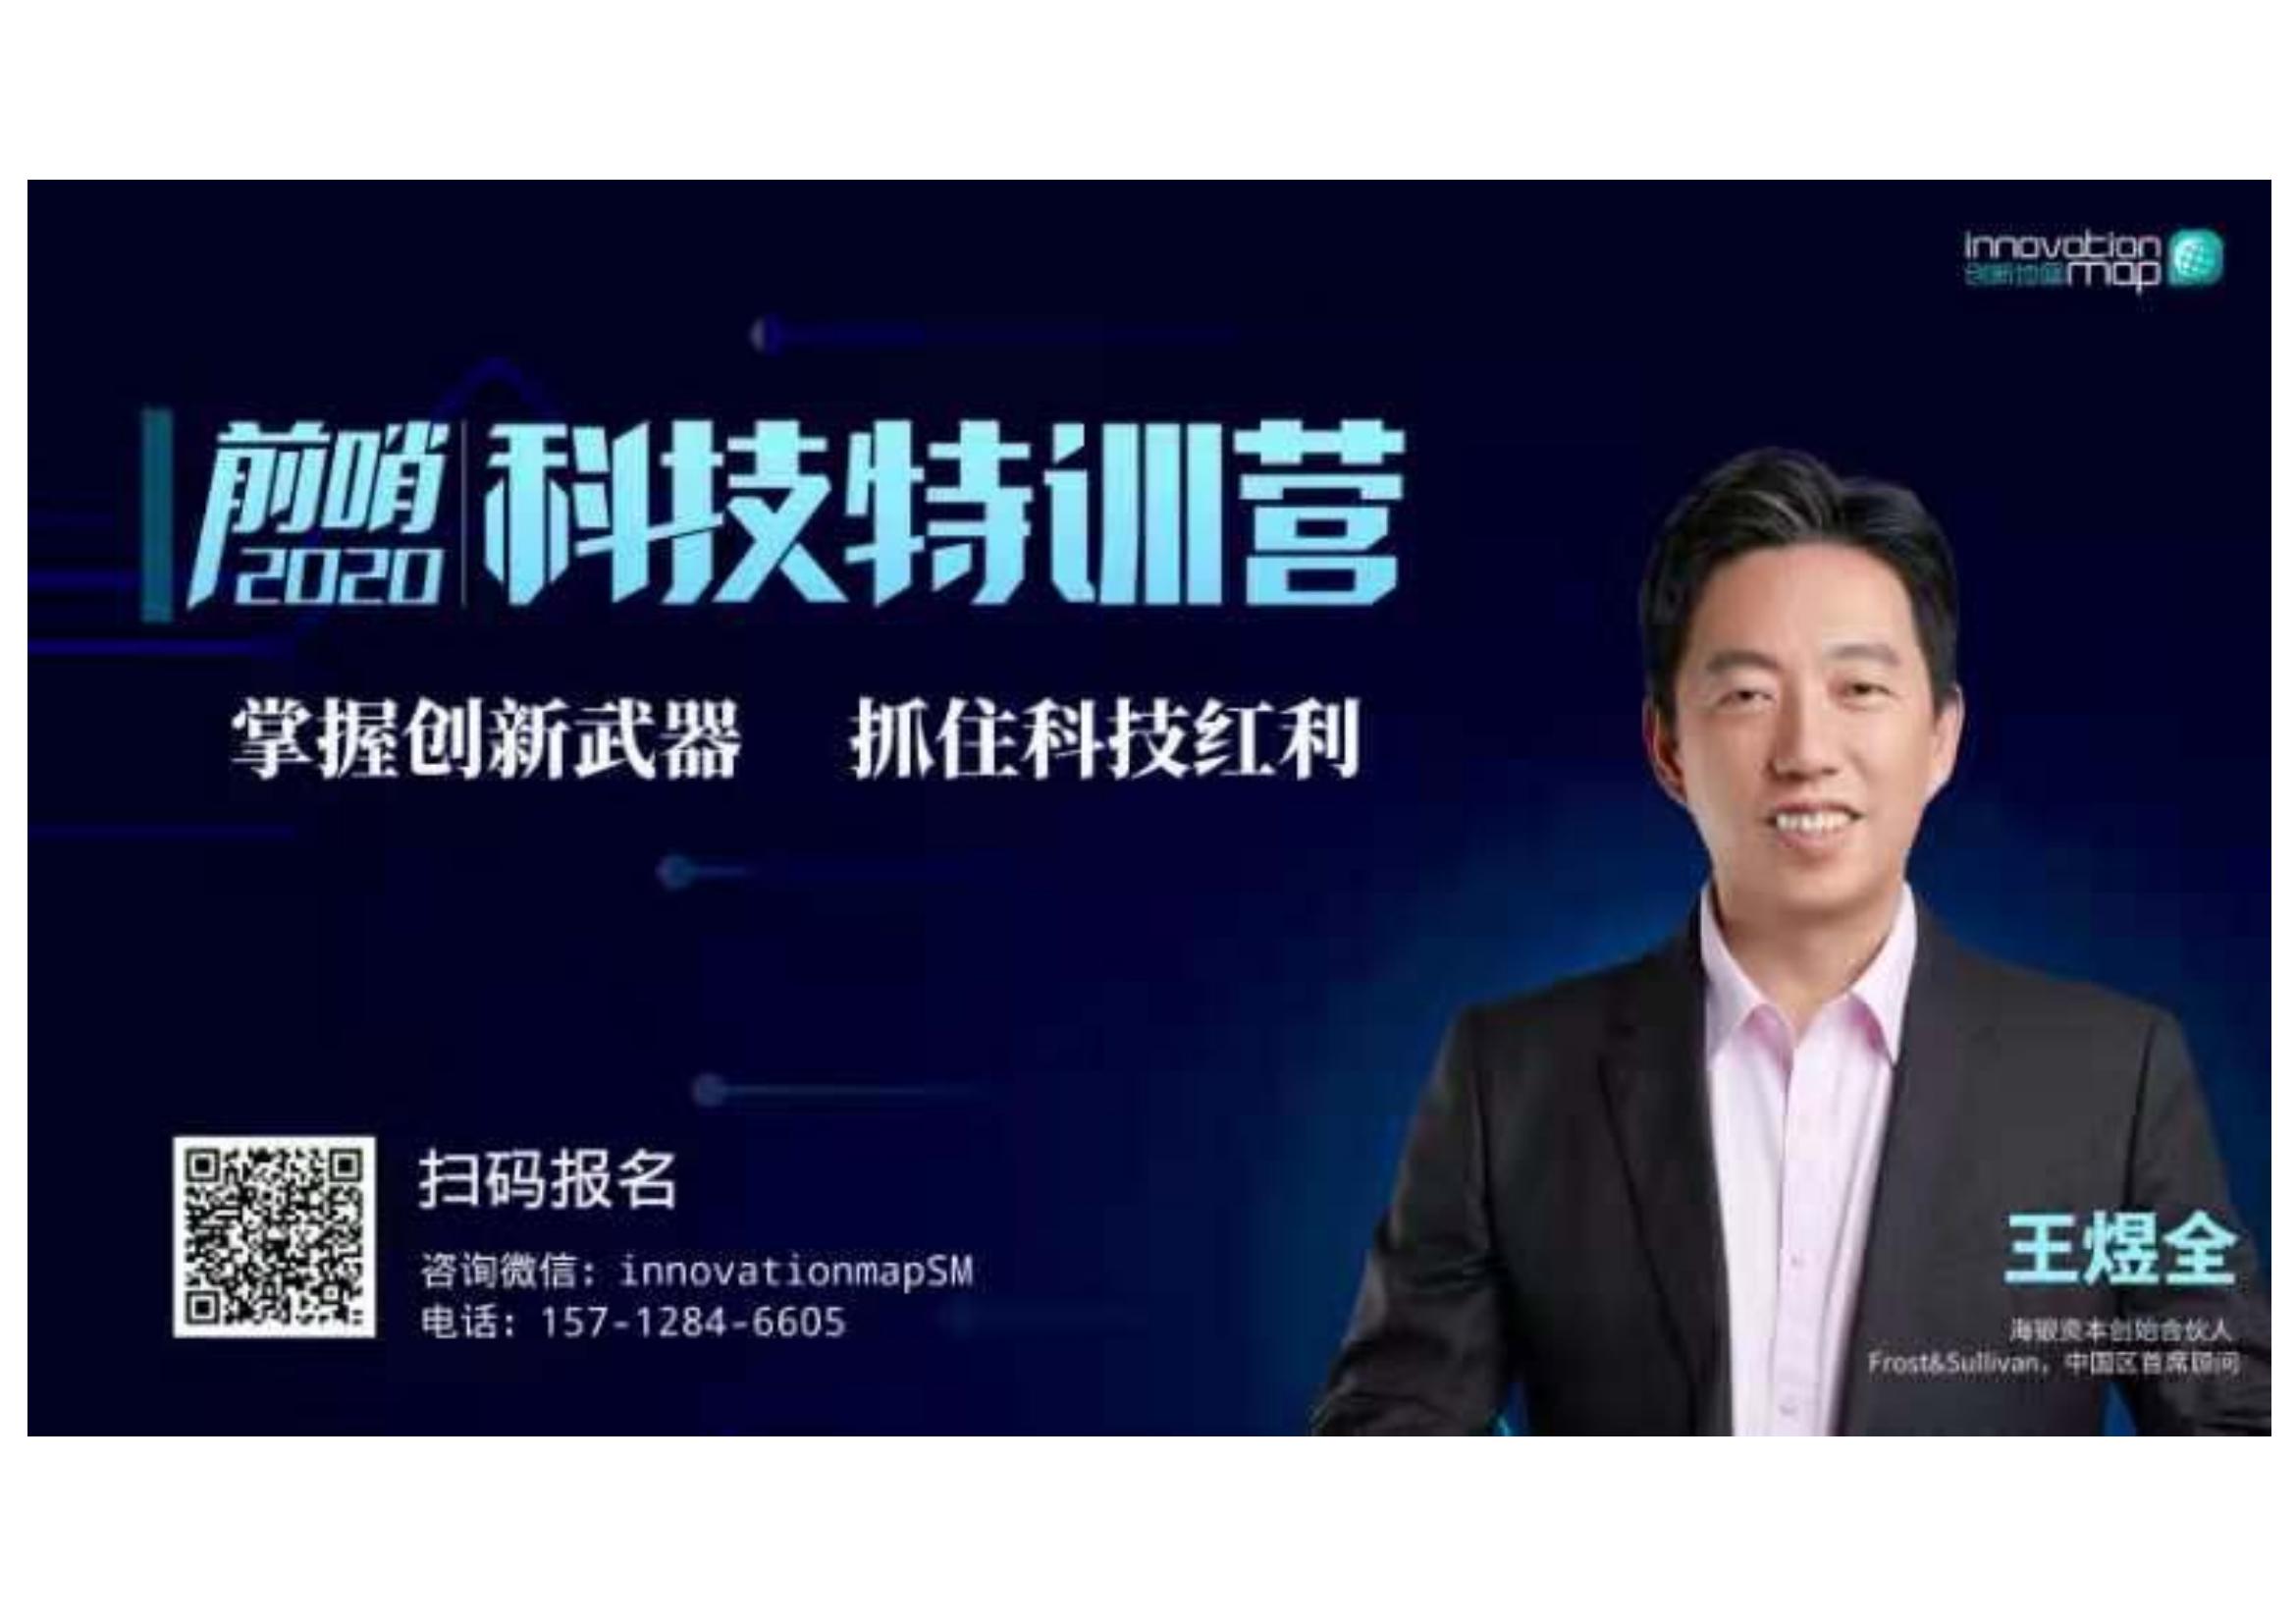 innovation
创新地图map
前哨
2020
科技特训营
掌握创新武器 抓住科技红利
扫码报名
咨询微信：innovationmapSM
电话：157-1284-6605
王煜全
海银资本创始合伙人
Frost&Sullivan，中国区首席顾问